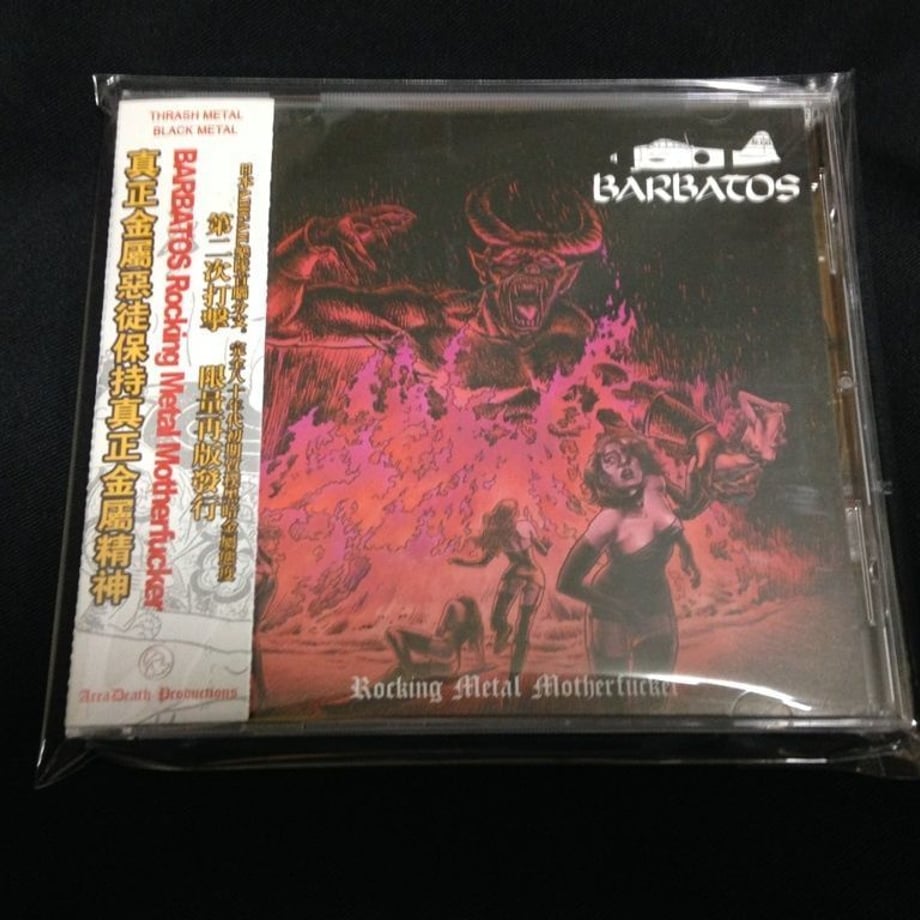 THRASH METAL
BLACK METAL
BARBATOS Rocking Metal Motherfucker
真正金屬惡徒保持真正金屬精神
第二次打擊 限量再版發行
AreaDeath Productions
BARBATOS
Rocking Metal Motherfucker